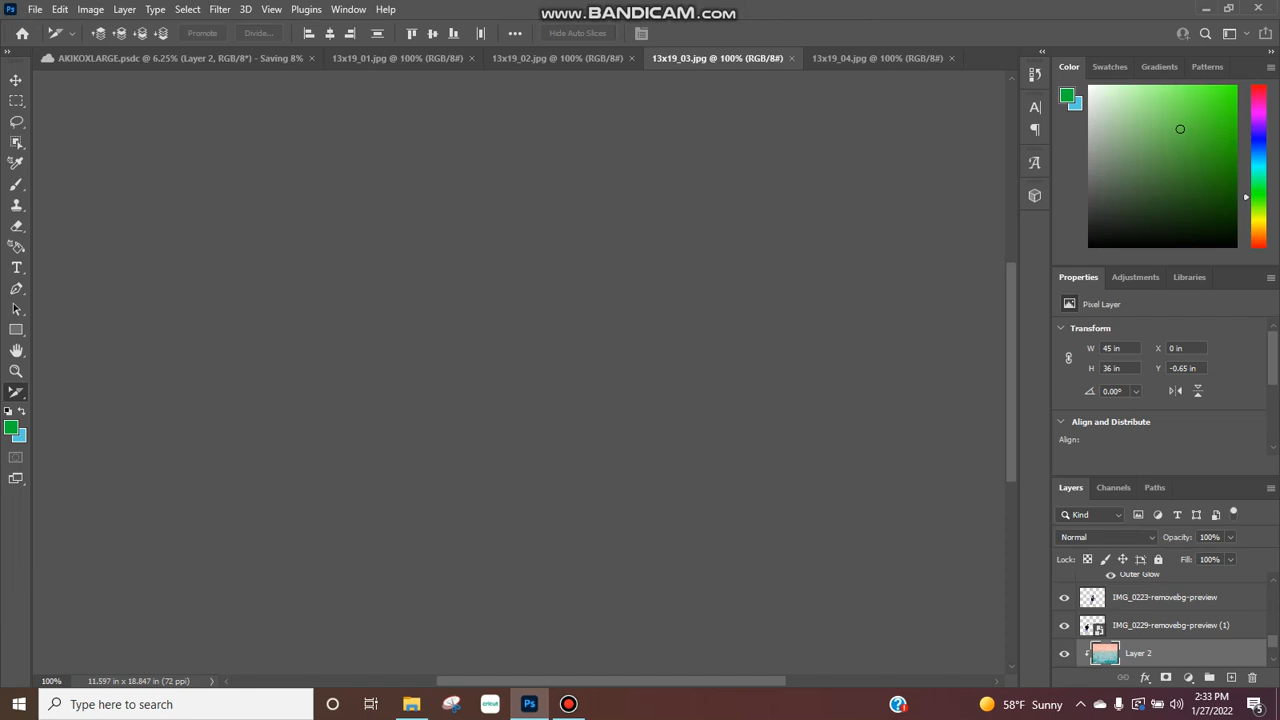 www.BANDICAM.com
Ps File Edit Image Layer Type Select Filter 3D View Plugins Window Help
Promote Divide... ••• Hide Auto Slices
AKIKOXLARGE.psdc @ 6.25% (Layer 2, RGB/8*) - Saving 8% × 13x19_01.jpg @ 100% (RGB/8#) × 13x19_02.jpg @ 100% (RGB/8#) × 13x19_03.jpg @ 100% (RGB/8#) × 13x19_04.jpg @ 100% (RGB/8#) ×
Color Swatches Gradients Patterns
Properties Adjustments Libraries
Pixel Layer
Transform
W 45 in X 0 in
H 36 in Y -0.65 in
0.00°
Align and Distribute
Align:
Layers Channels Paths
Kind
Normal Opacity: 100%
Lock: Fill: 100%
Outer Glow
IMG_0223-removebg-preview
IMG_0229-removebg-preview (1)
Layer 2
100% 11.597 in x 18.847 in (72 ppi)
Type here to search
Ps
cricut
58°F Sunny
2:33 PM
1/27/2022
5